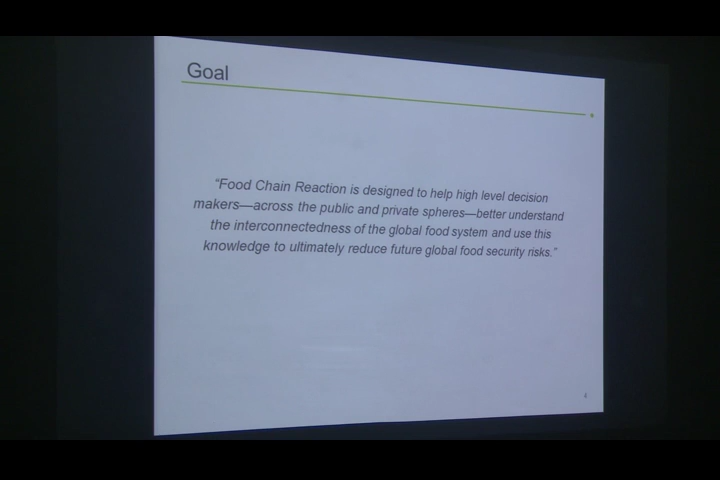 Goal
“Food Chain Reaction is designed to help high level decision
makers—across the public and private spheres—better understand
the interconnectedness of the global food system and use this
knowledge to ultimately reduce future global food security risks.”
4